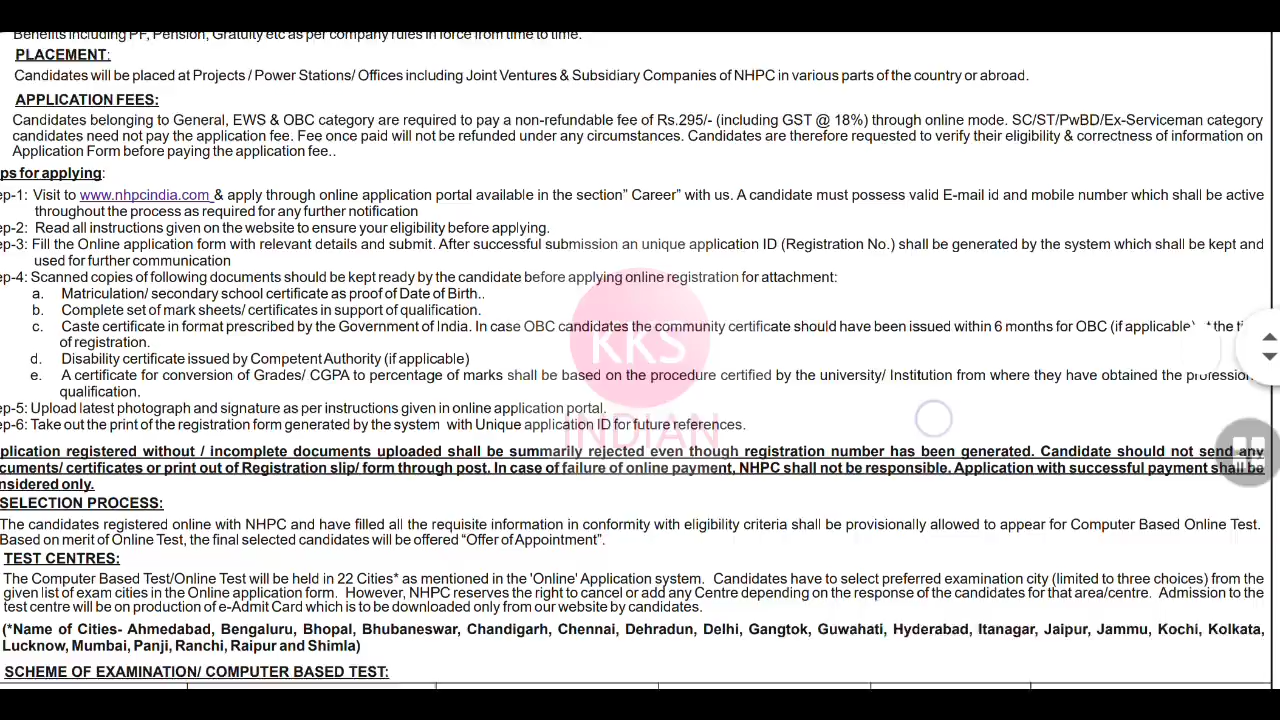 Benefits including PF, Pension, Gratuity etc as per company rules in force from time to time.
PLACEMENT:
Candidates will be placed at Projects / Power Stations/ Offices including Joint Ventures & Subsidiary Companies of NHPC in various parts of the country or abroad.
APPLICATION FEES:
Candidates belonging to General, EWS & OBC category are required to pay a non-refundable fee of Rs.295/- (including GST @ 18%) through online mode. SC/ST/PwBD/Ex-Serviceman category
candidates need not pay the application fee. Fee once paid will not be refunded under any circumstances. Candidates are therefore requested to verify their eligibility & correctness of information on
Application Form before paying the application fee..
ps for applying:
ep-1: Visit to www.nhpcindia.com & apply through online application portal available in the section" Career" with us. A candidate must possess valid E-mail id and mobile number which shall be active
throughout the process as required for any further notification
ep-2: Read all instructions given on the website to ensure your eligibility before applying.
ep-3: Fill the Online application form with relevant details and submit. After successful submission an unique application ID (Registration No.) shall be generated by the system which shall be kept and
used for further communication
ep-4: Scanned copies of following documents should be kept ready by the candidate before applying online registration for attachment:
a. Matriculation/ secondary school certificate as proof of Date of Birth..
b. Complete set of mark sheets/ certificates in support of qualification.
c. Caste certificate in format prescribed by the Government of India. In case OBC candidates the community certificate should have been issued within 6 months for OBC (if applicable) the
of registration.
d. Disability certificate issued by Competent Authority (if applicable)
e. A certificate for conversion of Grades/ CGPA to percentage of marks shall be based on the procedure certified by the university/ Institution from where they have obtained the
qualification.
ep-5: Upload latest photograph and signature as per instructions given in online application portal.
ep-6: Take out the print of the registration form generated by the system with Unique application ID for future references.
KKS
INDIAN
plication registered without / incomplete documents uploaded shall be summarily rejected even though registration number has been generated. Candidate should not send any
cuments/ certificates or print out of Registration slip/ form through post. In case of failure of online payment, NHPC shall not be responsible. Application with successful payment shall be
nsidered only.
SELECTION PROCESS:
The candidates registered online with NHPC and have filled all the requisite information in conformity with eligibility criteria shall be provisionally allowed to appear for Computer Based Online Test.
Based on merit of Online Test, the final selected candidates will be offered "Offer of Appointment".
TEST CENTRES:
The Computer Based Test/Online Test will be held in 22 Cities* as mentioned in the 'Online' Application system. Candidates have to select preferred examination city (limited to three choices) from the
given list of exam cities in the Online application form. However, NHPC reserves the right to cancel or add any Centre depending on the response of the candidates for that area/centre. Admission to the
test centre will be on production of e-Admit Card which is to be downloaded only from our website by candidates.
(*Name of Cities- Ahmedabad, Bengaluru, Bhopal, Bhubaneswar, Chandigarh, Chennai, Dehradun, Delhi, Gangtok, Guwahati, Hyderabad, Itanagar, Jaipur, Jammu, Kochi, Kolkata,
Lucknow, Mumbai, Panji, Ranchi, Raipur and Shimla)
SCHEME OF EXAMINATION/ COMPUTER BASED TEST: